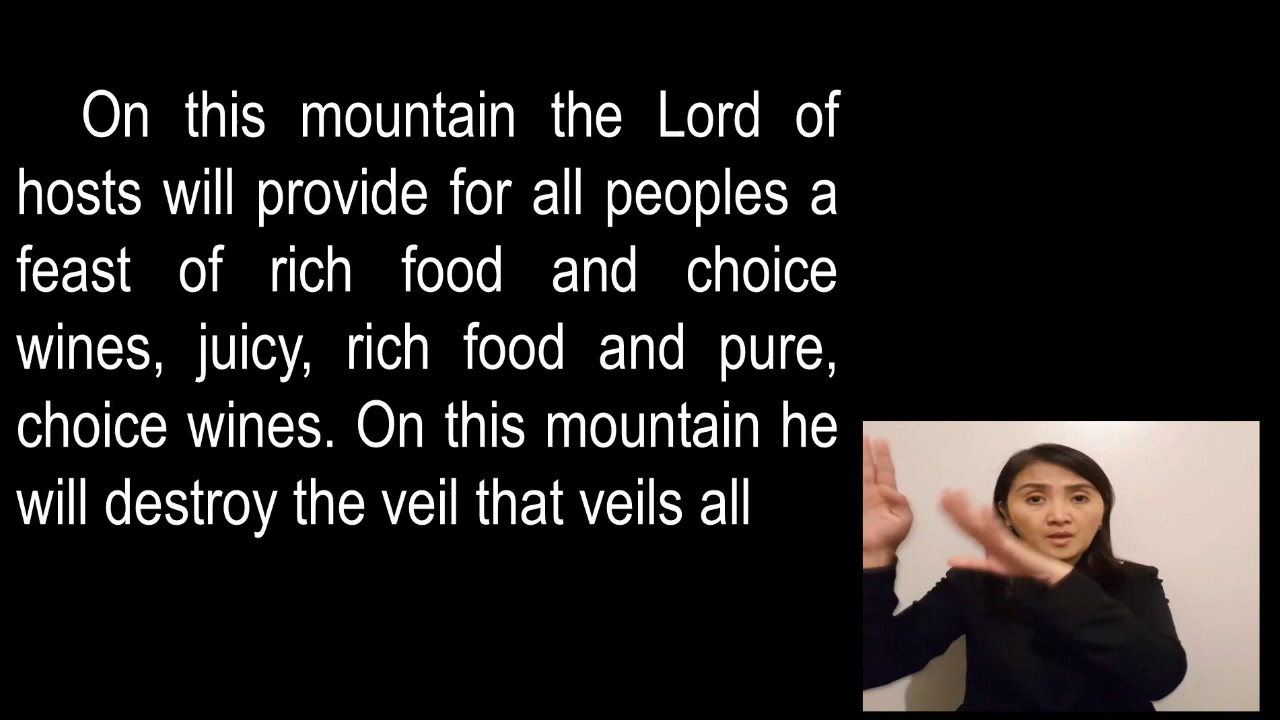 On this mountain the Lord of
hosts will provide for all peoples a
feast of rich food and choice
wines, juicy, rich food and pure,
choice wines. On this mountain he
will destroy the veil that veils all